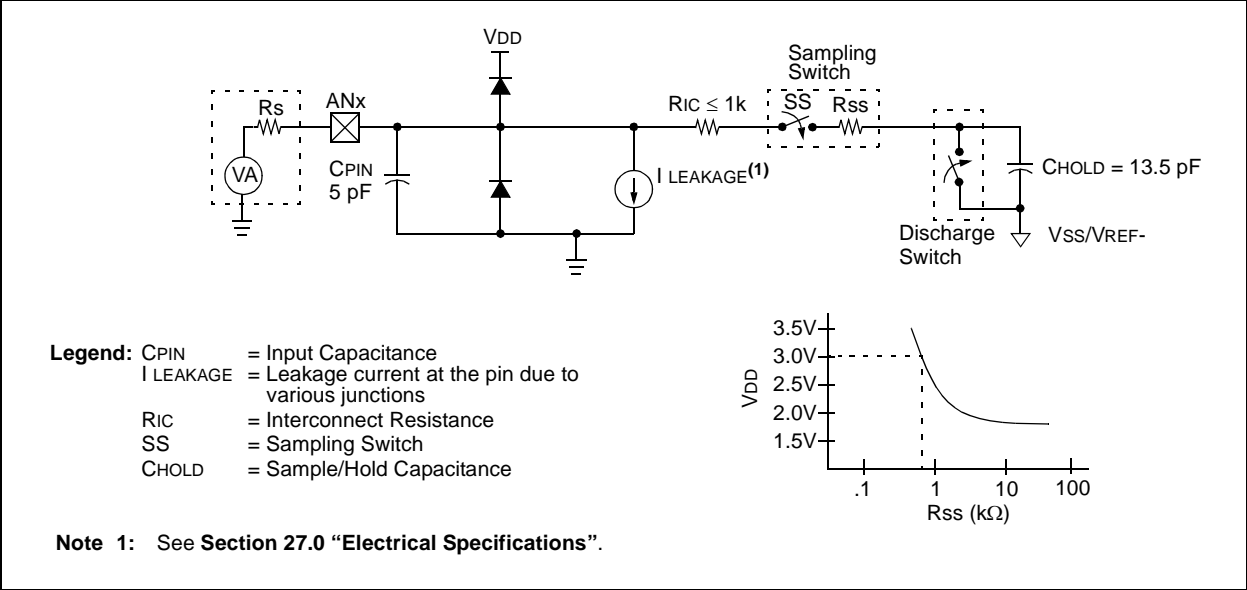 VDD
Sampling
Switch
Rs
ANx
RIC ≤ 1k
SS
Rss
VA
CPIN
5 pF
I LEAKAGE(1)
CHOLD = 13.5 pF
Discharge
Switch
VSS/VREF-
Legend: CPIN = Input Capacitance
I LEAKAGE = Leakage current at the pin due to
various junctions
RIC = Interconnect Resistance
SS = Sampling Switch
CHOLD = Sample/Hold Capacitance
VDD
3.5V
3.0V
2.5V
2.0V
1.5V
.1 1 10 100
Rss (kΩ)
Note 1: See Section 27.0 “Electrical Specifications”.